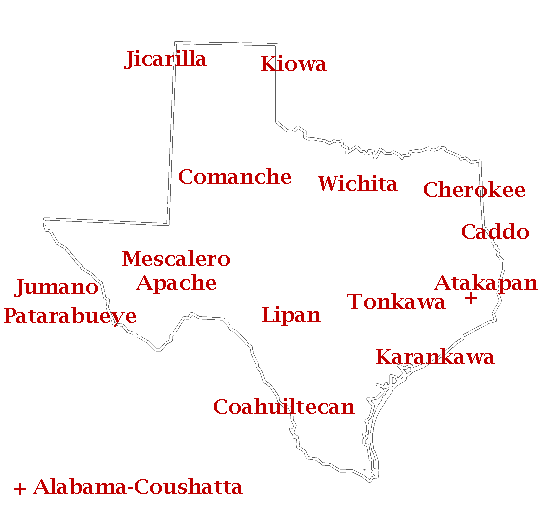 Jicarilla
Kiowa
Comanche
Wichita
Cherokee
Caddo
Mescalero
Apache
Jumano
Patarabueye
Atakapan
+
Tonkawa
Lipan
Karankawa
Coahuiltecan
+ Alabama-Coushatta